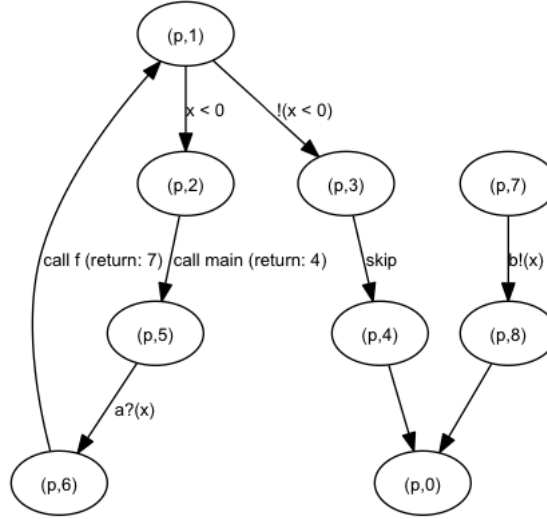 (p,1)
x < 0
!(x < 0)
(p,2)
(p,3)
(p,7)
call f (return: 7)
call main (return: 4)
skip
b!(x)
(p,5)
(p,4)
(p,8)
a?(x)
(p,6)
(p,0)